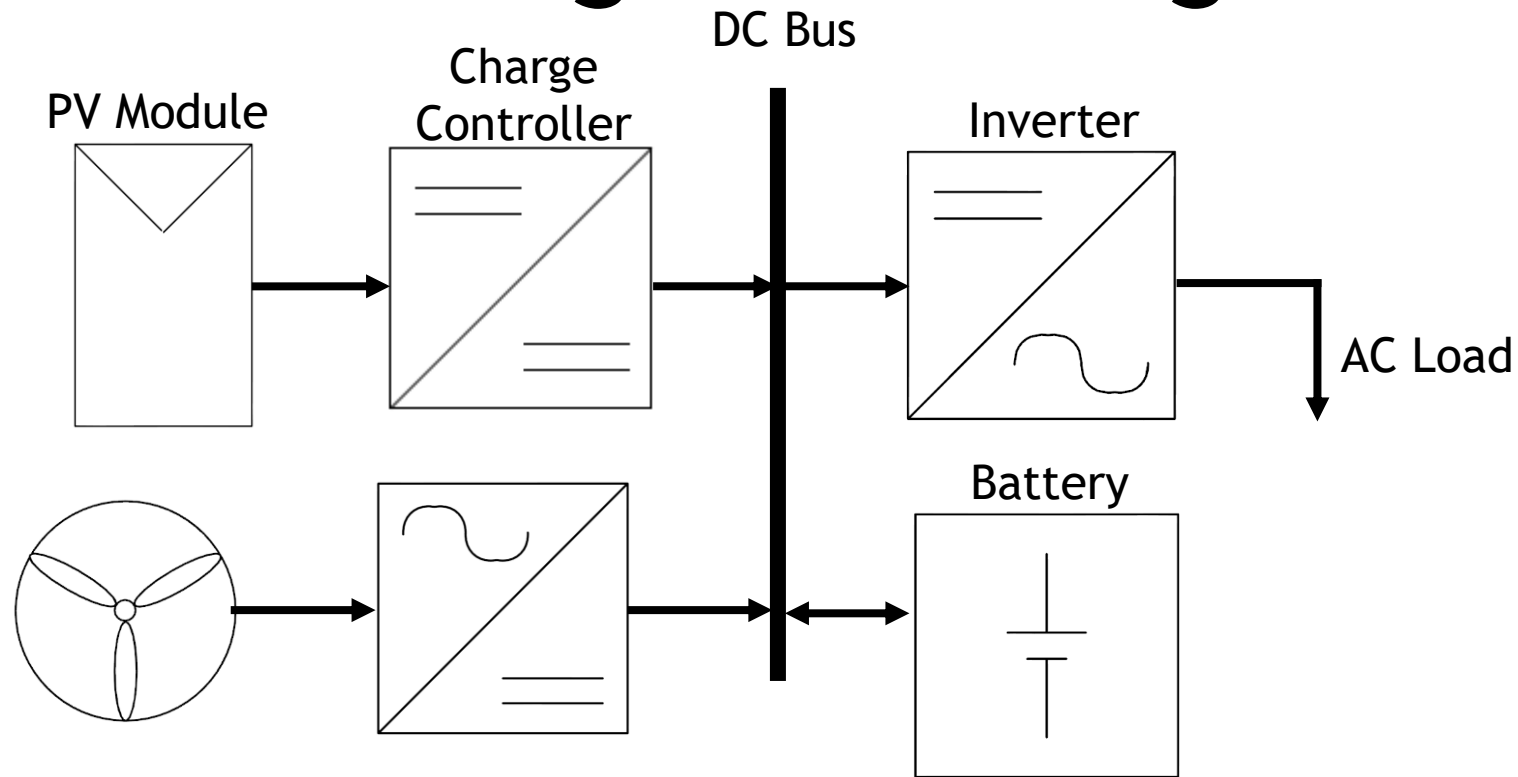 DC Bus
PV Module
Charge
Controller
Inverter
AC Load
Battery